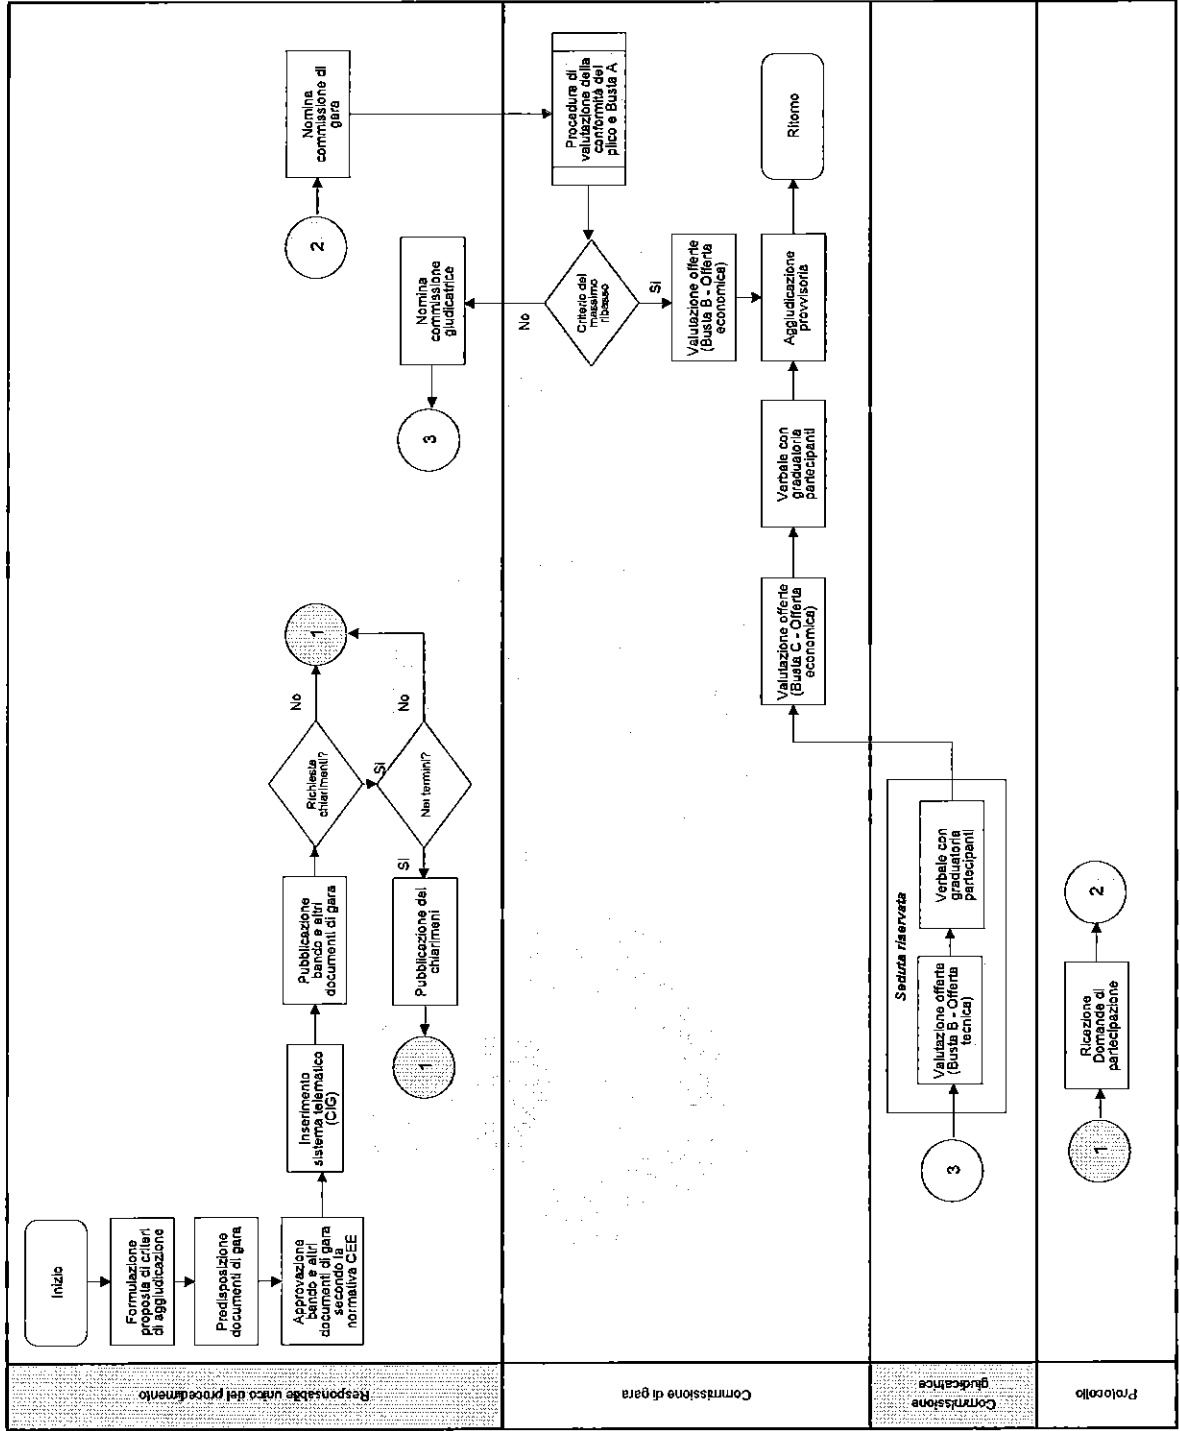 Responsabile unico del procedimento
Inizio
Formulazione
proposta di criteri
di aggiudicazione
Predisposizione
documenti di gara
Approvazione
bando e altri
documenti di gara
secondo la
normativa CEE
Inserimento
sistema telematico
(CIG)
Pubblicazione
bando e altri
documenti di gara
Richiesta
chiarimenti?
No
1
Si
Nei termini?
No
Si
Pubblicazione dei
chiarimeni
1
2
Nomina
commissione di
gara
Nomina
commissione
giudicatrice
3
Commissione di gara
Procedura di
valutazione della
conformità del
plico e Busta A
Criterio del
massimo
ribasso
No
Si
Valutazione offerte
(Busta B - Offerta
economica)
Valutazione offerte
(Busta C - Offerta
economica)
Verbale con
graduatoria
partecipanti
Aggiudicazione
provvisoria
Ritorno
Commissione
giudicatrice
3
Seduta riservata
Valutazione offerte
(Busta B - Offerta
tecnica)
Verbale con
graduatoria
partecipanti
Protocollo
1
Ricezione
Domande di
partecipazione
2